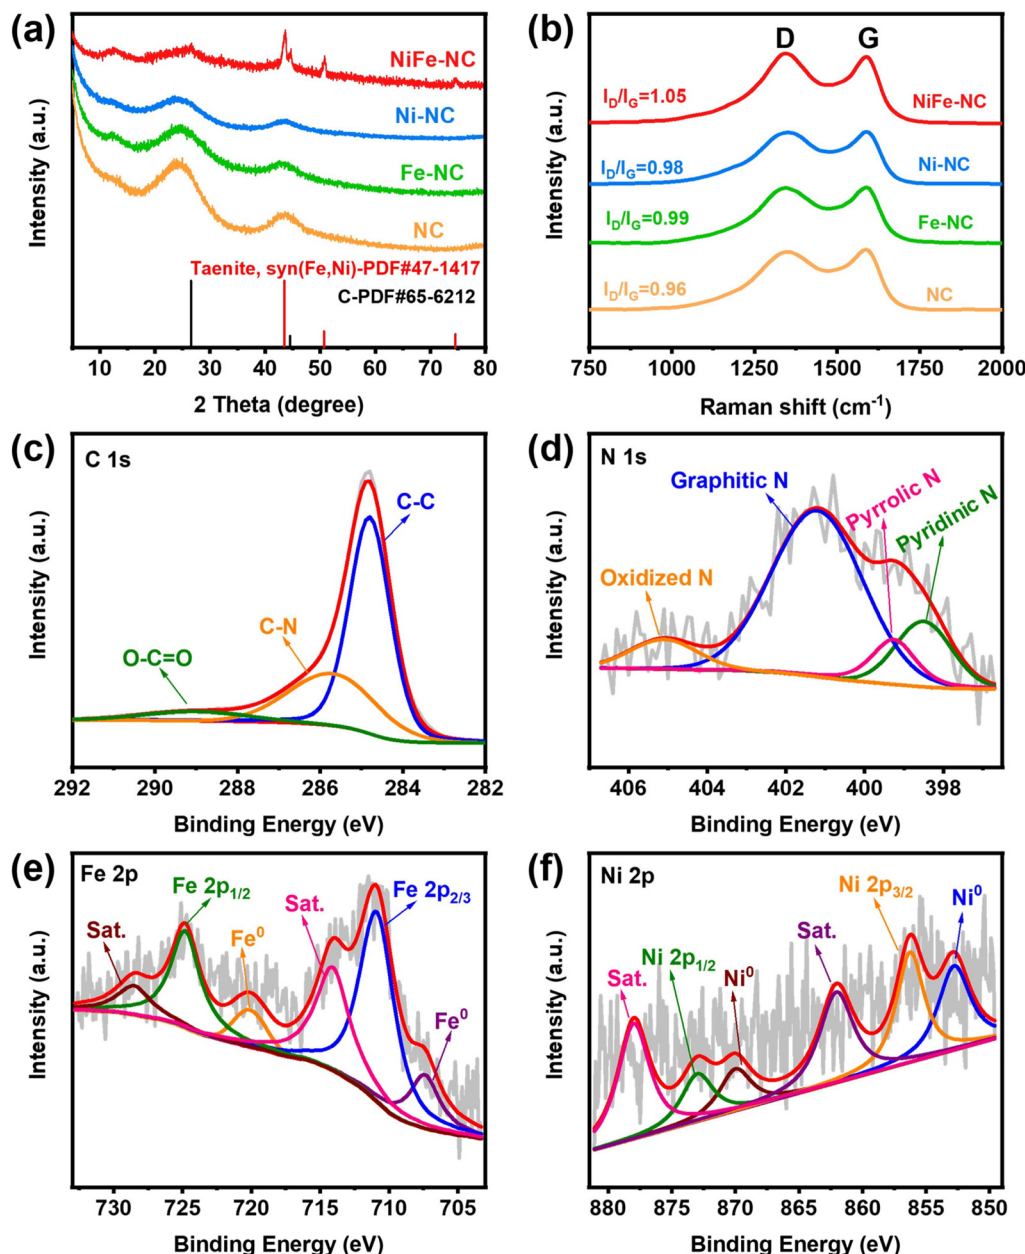 (a)
NiFe-NC
Ni-NC
Fe-NC
NC
Taenite, syn(Fe,Ni)-PDF#47-1417
C-PDF#65-6212
Intensity (a.u.)
10 20 30 40 50 60 70 80
2 Theta (degree)
(b)
D G
I_D/I_G=1.05
NiFe-NC
I_D/I_G=0.98
Ni-NC
I_D/I_G=0.99
Fe-NC
I_D/I_G=0.96
NC
Intensity (a.u.)
750 1000 1250 1500 1750 2000
Raman shift (cm⁻¹)
(c)
C 1s
C-C
C-N
O-C=O
Intensity (a.u.)
292 290 288 286 284 282
Binding Energy (eV)
(d)
N 1s
Graphitic N
Pyrrolic N
Pyridinic N
Oxidized N
Intensity (a.u.)
406 404 402 400 398
Binding Energy (eV)
(e)
Fe 2p
Fe 2p₁/₂
Sat.
Fe⁰
Sat.
Fe 2p₂/₃
Fe⁰
Intensity (a.u.)
730 725 720 715 710 705
Binding Energy (eV)
(f)
Ni 2p
Sat.
Ni 2p₁/₂
Ni⁰
Sat.
Ni 2p₃/₂
Ni⁰
Intensity (a.u.)
880 875 870 865 860 855 850
Binding Energy (eV)